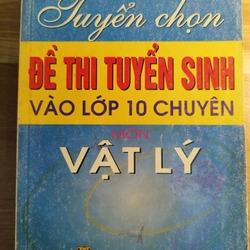 Tuyển chọn
ĐỀ THI TUYỂN SINH
VÀO LỚP 10 CHUYÊN
MÔN
VẬT LÝ